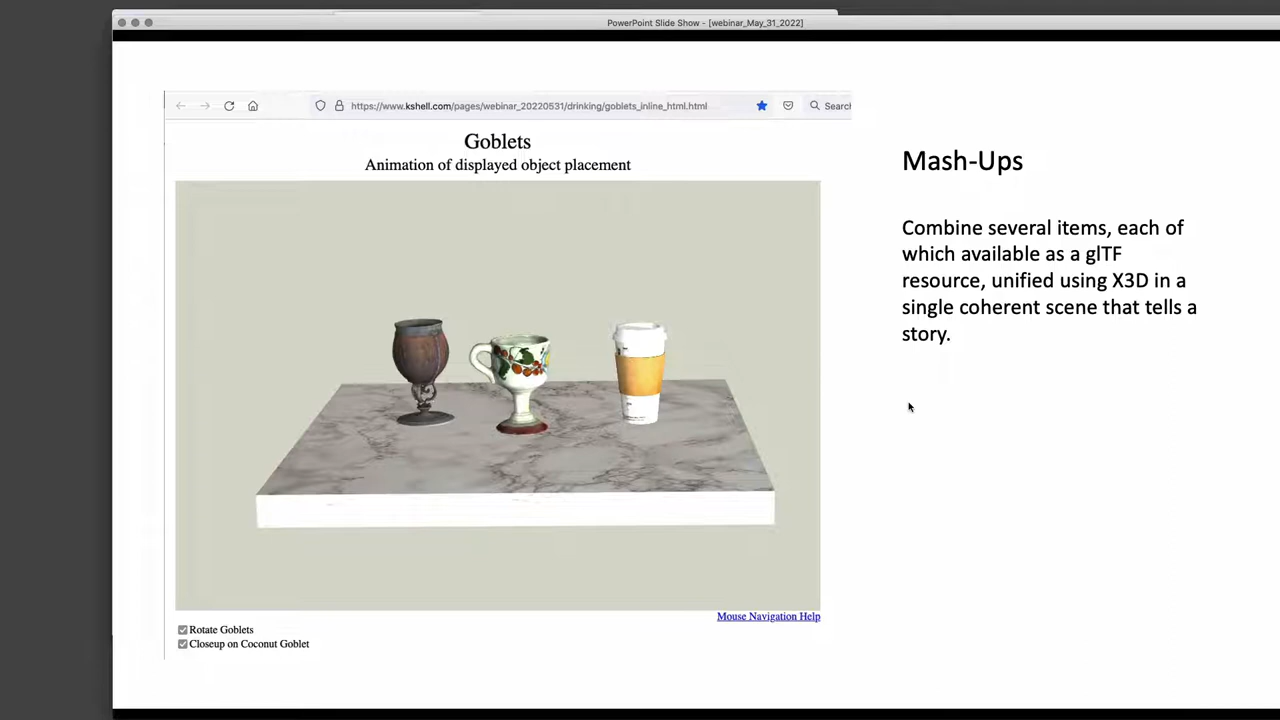 PowerPoint Slide Show - [webinar_May_31_2022]
https://www.kshell.com/pages/webinar_20220531/drinking/goblets_inline_html.html
Search
Goblets
Animation of displayed object placement
Mouse Navigation Help
Rotate Goblets
Closeup on Coconut Goblet
Mash-Ups
Combine several items, each of
which available as a glTF
resource, unified using X3D in a
single coherent scene that tells a
story.